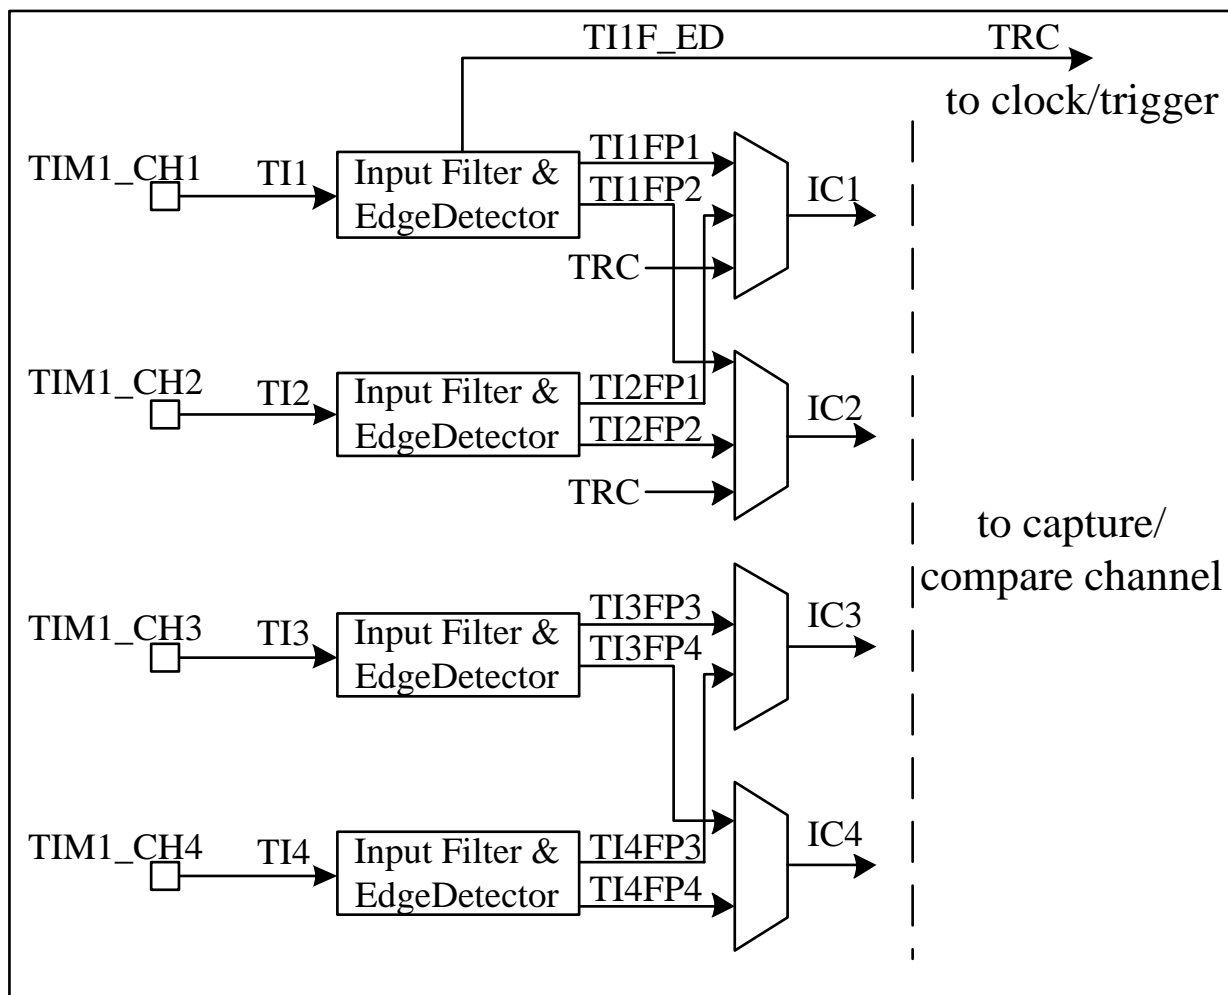 TI1F_ED
TRC
to clock/trigger
TIM1_CH1
TI1
Input Filter &
EdgeDetector
TI1FP1
TI1FP2
TRC
IC1
TIM1_CH2
TI2
Input Filter &
EdgeDetector
TI2FP1
TI2FP2
TRC
IC2
to capture/
compare channel
TIM1_CH3
TI3
Input Filter &
EdgeDetector
TI3FP3
TI3FP4
IC3
TIM1_CH4
TI4
Input Filter &
EdgeDetector
TI4FP3
TI4FP4
IC4